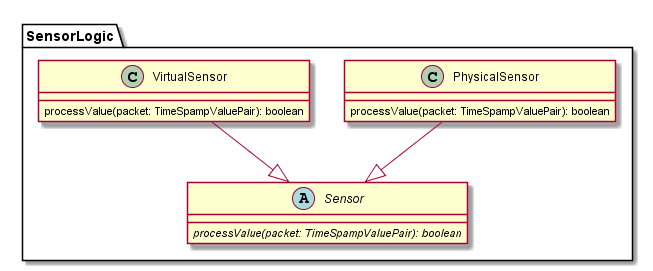 SensorLogic
C VirtualSensor
processValue(packet: TimeSpampValuePair): boolean
C PhysicalSensor
processValue(packet: TimeSpampValuePair): boolean
A Sensor
processValue(packet: TimeSpampValuePair): boolean